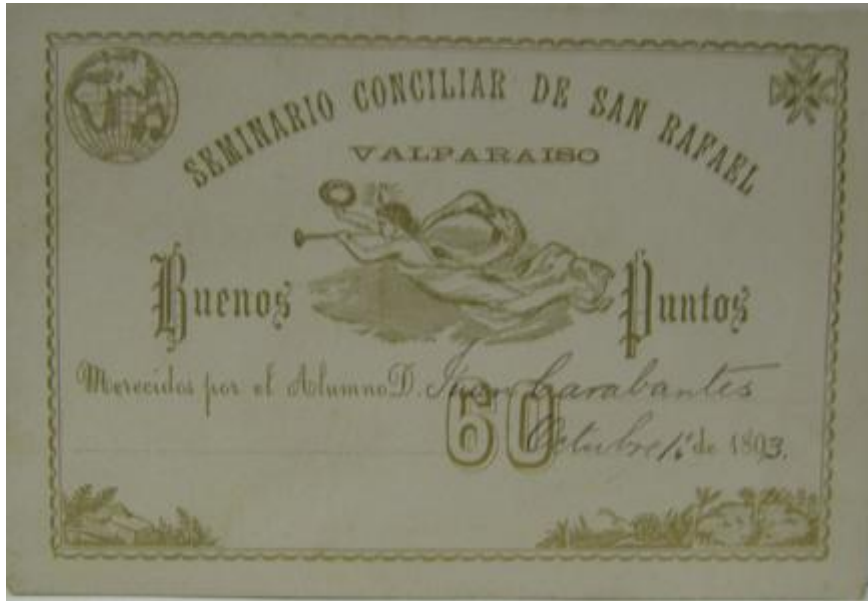 SEMINARIO CONCILIAR DE SAN RAFAEL
VALPARAISO
Buenos Puntos
Merecidos por el Alumno D. Juan Carabantes
60
Octubre 1º de 1893.